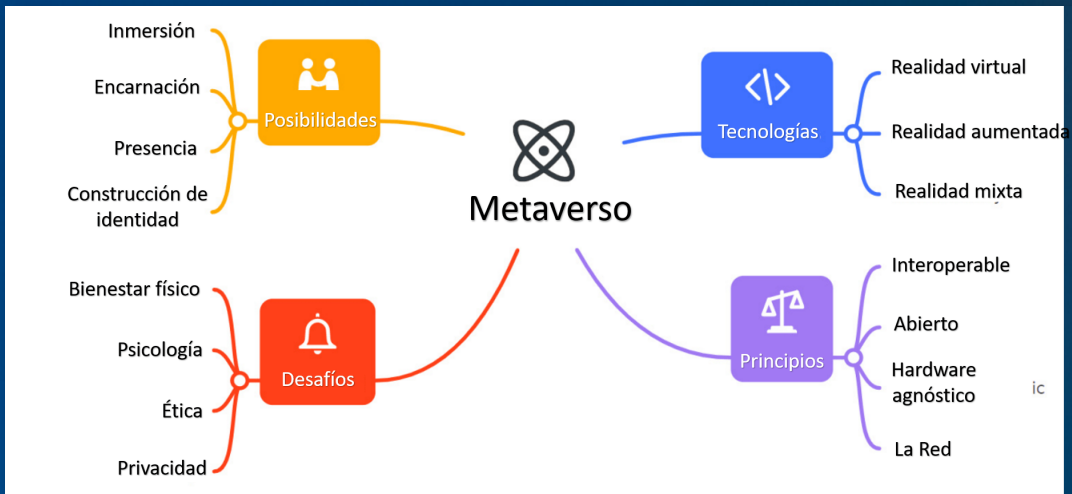 Inmersión
Encarnación
Presencia
Construcción de
identidad
Posibilidades
Metaverso
Tecnologías
Realidad virtual
Realidad aumentada
Realidad mixta
Bienestar físico
Psicología
Ética
Privacidad
Desafíos
Principios
Interoperable
Abierto
Hardware
agnóstico
ic
La Red